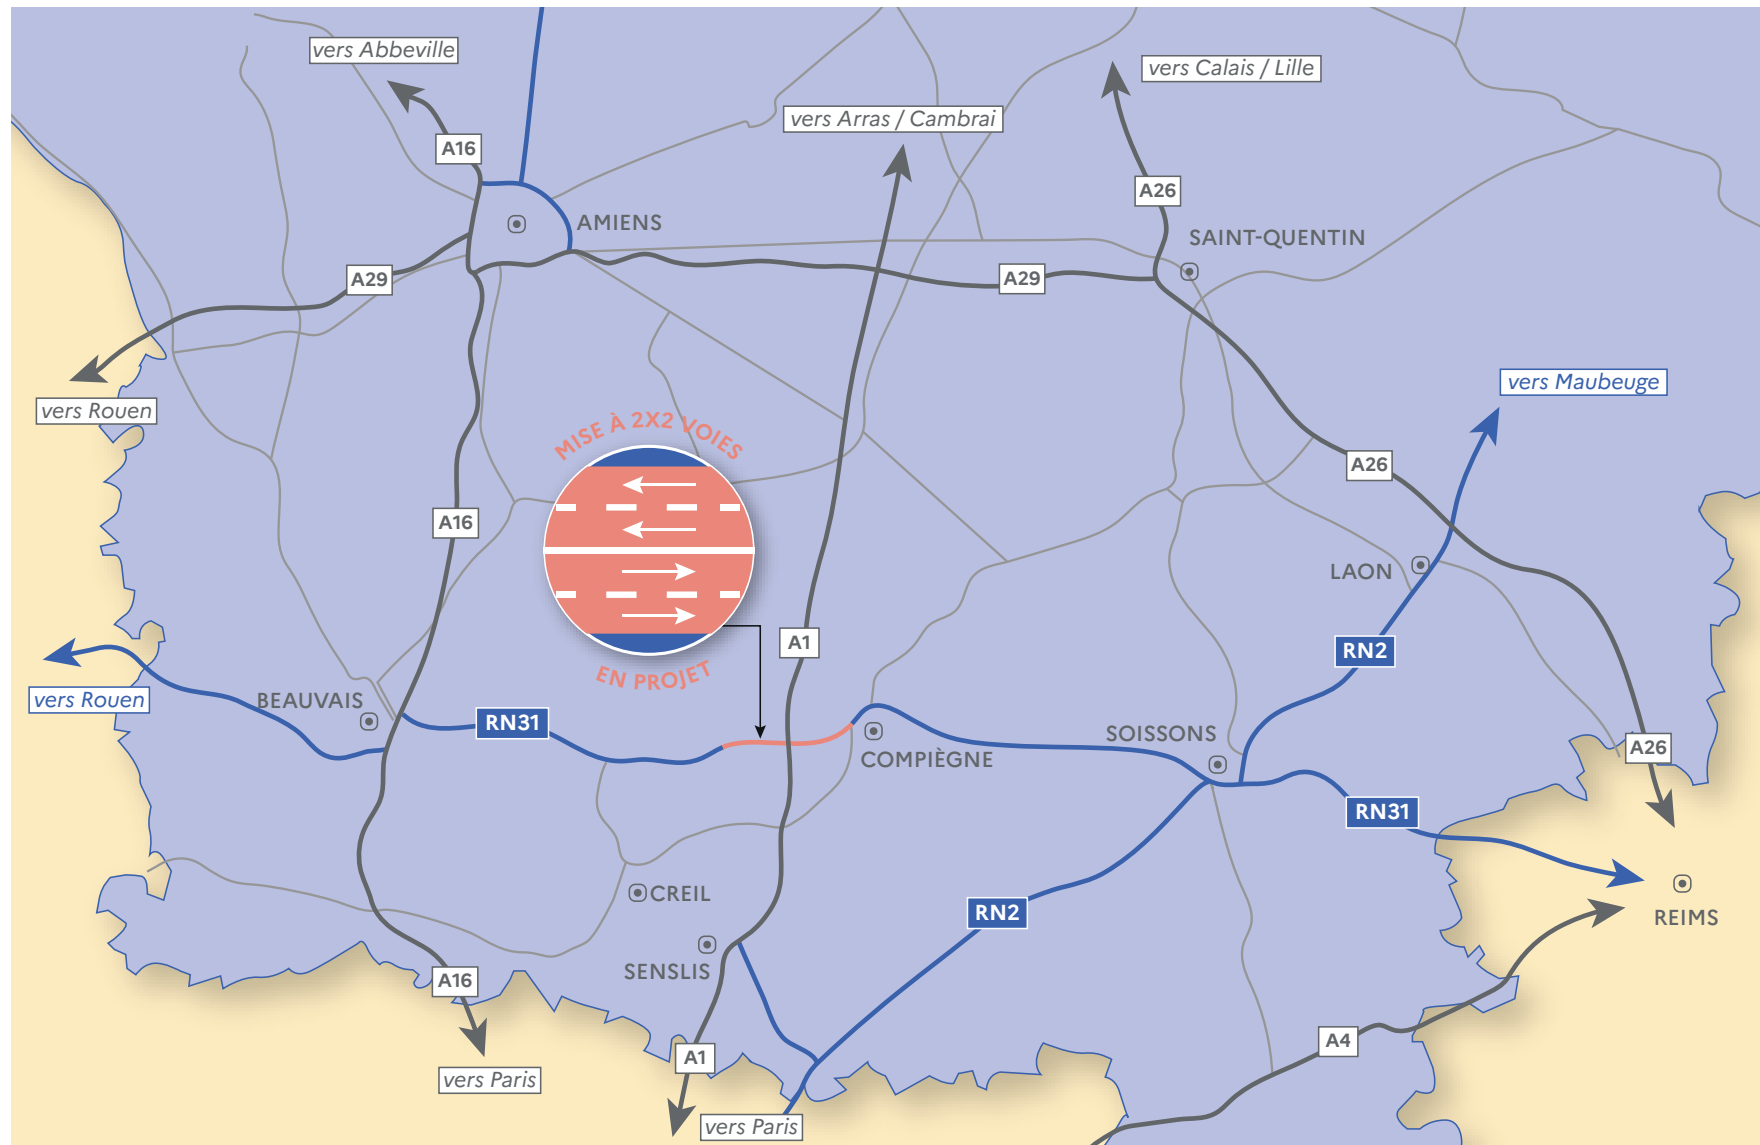 vers Abbeville
vers Calais / Lille
vers Arras / Cambrai
A16
A26
AMIENS
SAINT-QUENTIN
A29
A29
vers Rouen
vers Maubeuge
MISE À 2X2 VOIES
A26
A16
LAON
A1
RN2
EN PROJET
vers Rouen
BEAUVAIS
RN31
SOISSONS
COMPIÈGNE
A26
RN31
CREIL
RN2
REIMS
SENSLIS
A16
A4
A1
vers Paris
vers Paris